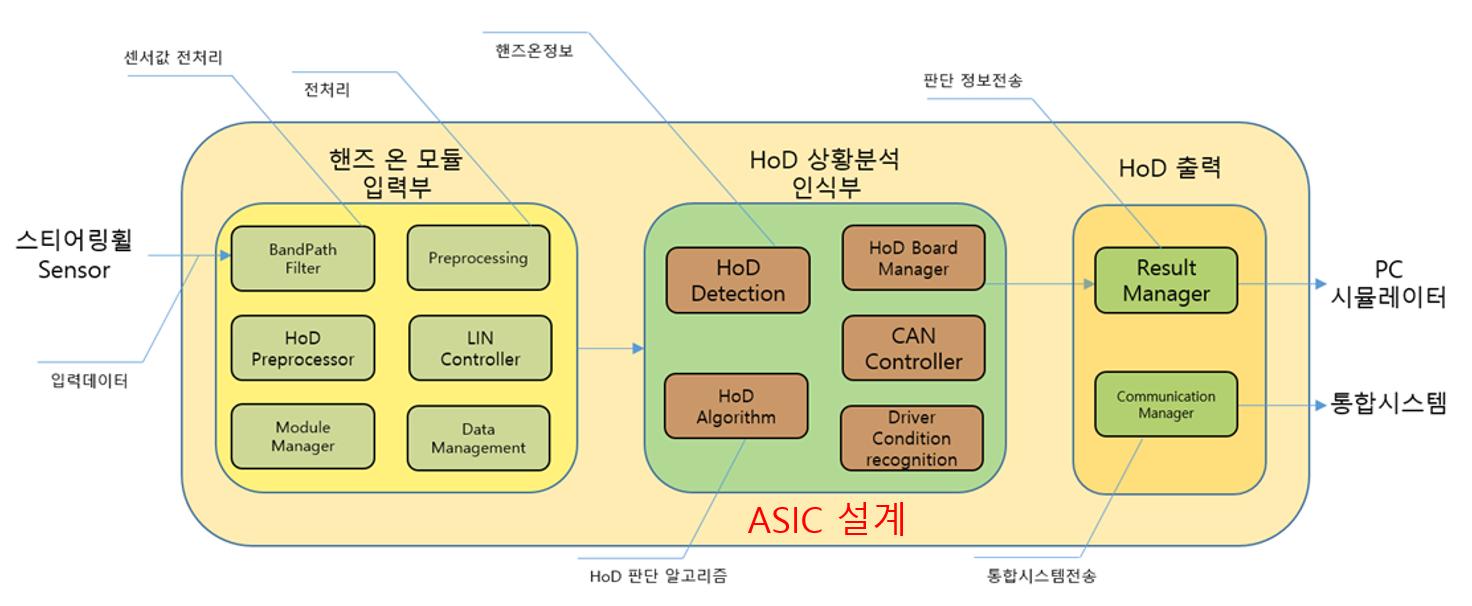 센서값 전처리
전처리
핸즈온정보
판단 정보전송
핸즈 온 모듈
입력부
HoD 상황분석
인식부
HoD 출력
스티어링휠
Sensor
입력데이터
BandPath
Filter
Preprocessing
HoD
Preprocessor
LIN
Controller
Module
Manager
Data
Management
HoD
Detection
HoD Board
Manager
CAN
Controller
HoD
Algorithm
Driver
Condition
recognition
Result
Manager
Communication
Manager
PC
시뮬레이터
통합시스템
ASIC 설계
HoD 판단 알고리즘
통합시스템전송